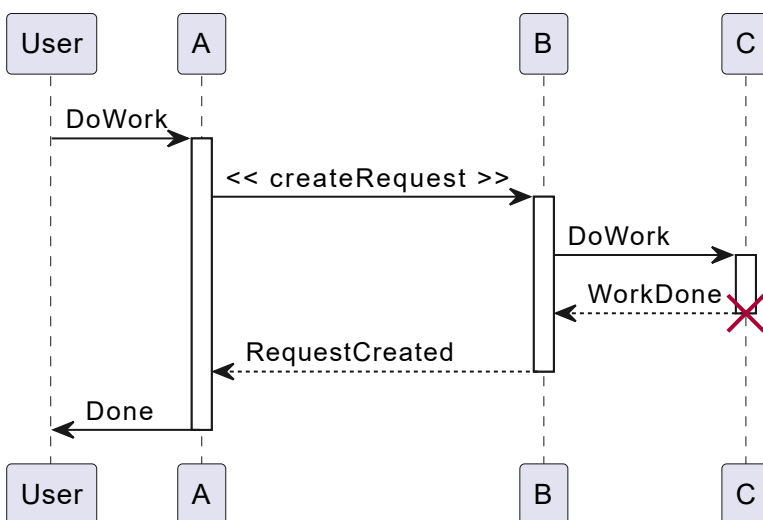 User A B C
DoWork
<< createRequest >>
DoWork
WorkDone
RequestCreated
Done
User A B C